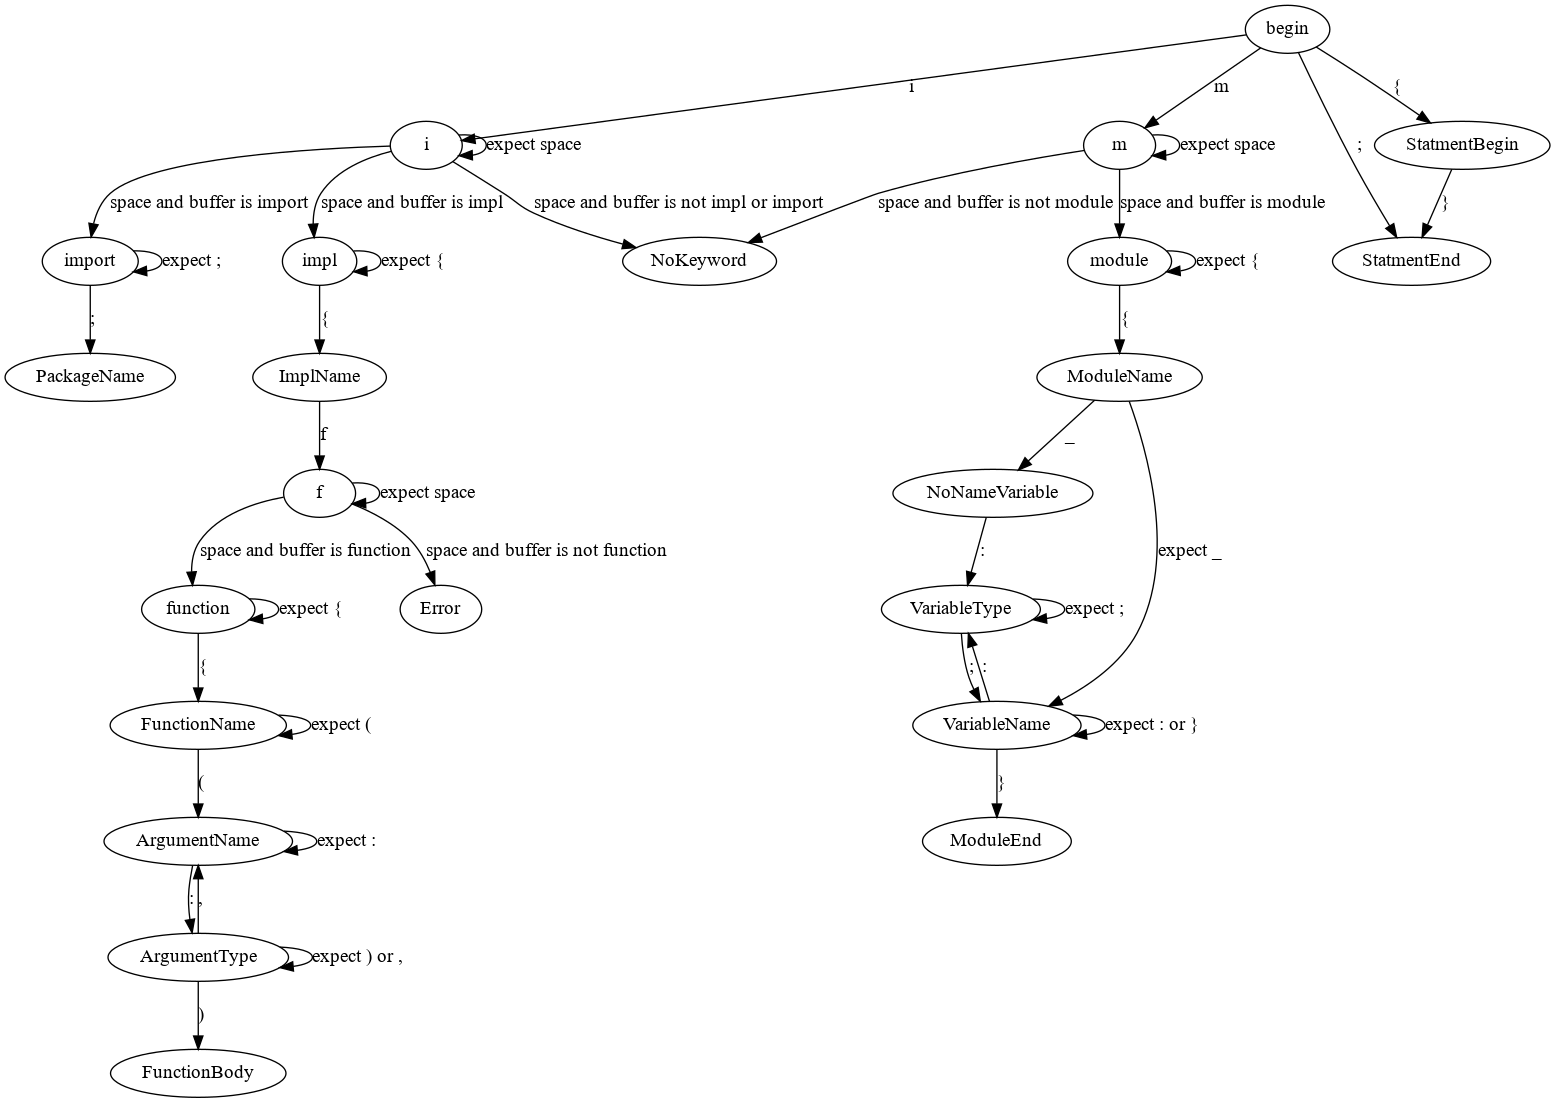 begin
i
m
{
i
expect space
m
expect space
;
StatmentBegin
space and buffer is import
space and buffer is impl
space and buffer is not impl or import
space and buffer is not module
space and buffer is module
}
import
expect ;
impl
expect {
NoKeyword
module
expect {
StatmentEnd
;
{
{
PackageName
ImplName
ModuleName
f
_
f
expect space
NoNameVariable
space and buffer is function
space and buffer is not function
:
expect _
function
expect {
Error
VariableType
expect ;
{
;
:
FunctionName
expect (
VariableName
expect : or }
(
}
ArgumentName
expect :
ModuleEnd
:
,
ArgumentType
expect ) or ,
)
FunctionBody